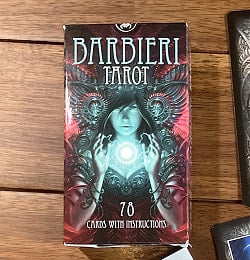 BARBIERI
TAROT
78
CARDS WITH INSTRUCTIONS